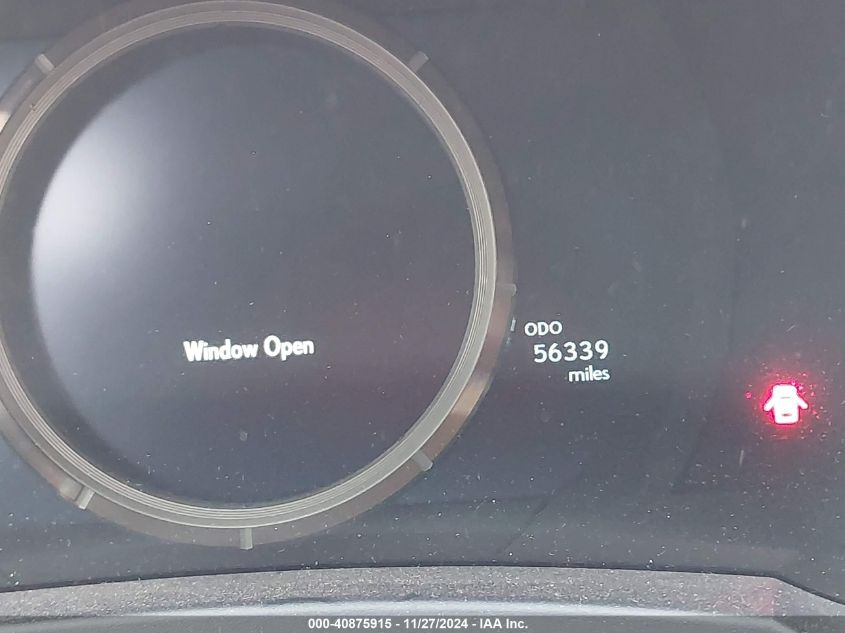 Window Open
ODO
56339
miles
000-40875915 - 11/27/2024 - IAA Inc.